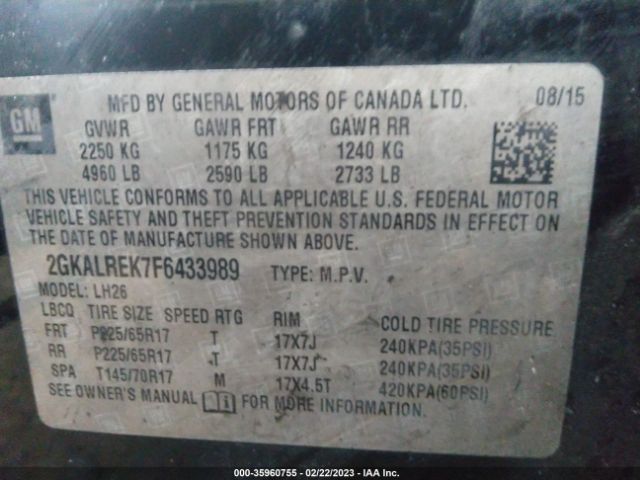 GM
MFD BY GENERAL MOTORS OF CANADA LTD. 08/15
GVWR GAWR FRT GAWR RR
2250 KG 1175 KG 1240 KG
4960 LB 2590 LB 2733 LB
THIS VEHICLE CONFORMS TO ALL APPLICABLE U.S. FEDERAL MOTOR
VEHICLE SAFETY AND THEFT PREVENTION STANDARDS IN EFFECT ON
THE DATE OF MANUFACTURE SHOWN ABOVE.
2GKALREK7F6433989 TYPE: M.P.V.
MODEL: LH26
LBCQ TIRE SIZE SPEED RTG RIM COLD TIRE PRESSURE
FRT P225/65R17 T 17X7J 240KPA(35PSI)
RR P225/65R17 T 17X7J 240KPA(35PSI)
SPA T145/70R17 M 17X4.5T 420KPA(60PSI)
SEE OWNER'S MANUAL FOR MORE INFORMATION.
000-35960755 - 02/22/2023 - IAA Inc.